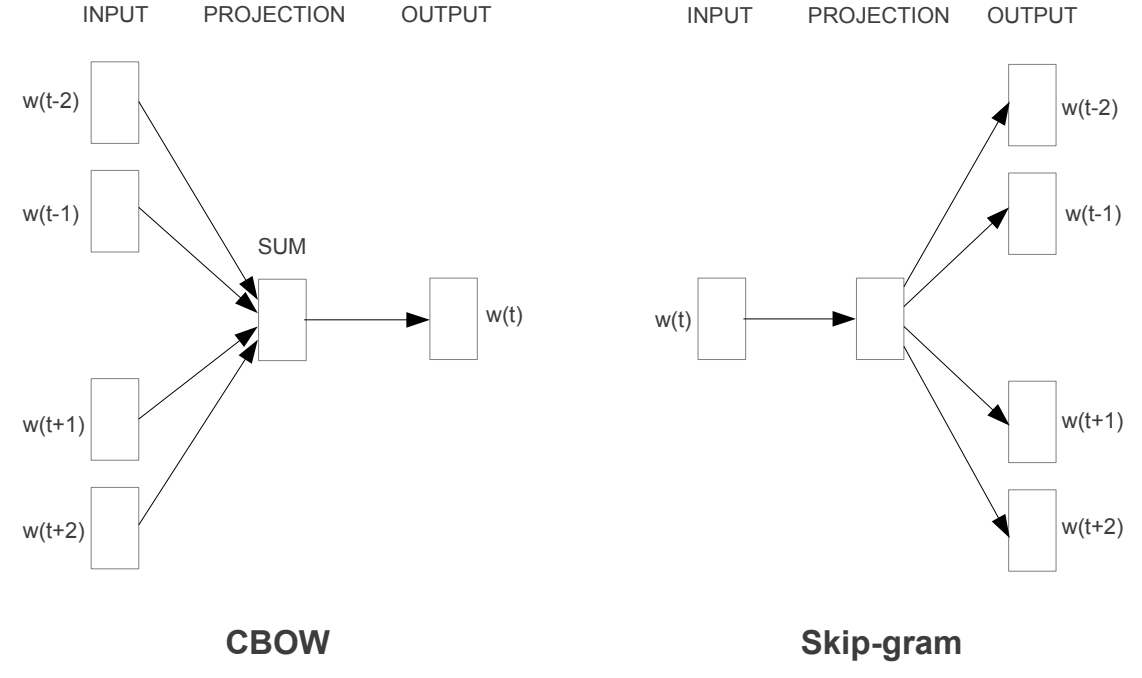 INPUT PROJECTION OUTPUT
w(t-2)
w(t-1)
SUM
w(t)
w(t+1)
w(t+2)
CBOW
INPUT PROJECTION OUTPUT
w(t-2)
w(t-1)
w(t)
w(t+1)
w(t+2)
Skip-gram